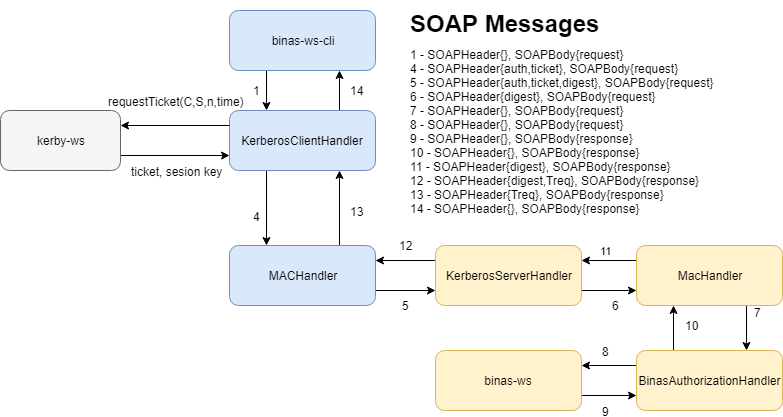 SOAP Messages
binas-ws-cli
1 - SOAPHeader{}, SOAPBody{request}
4 - SOAPHeader{auth,ticket}, SOAPBody{request}
5 - SOAPHeader{auth,ticket,digest}, SOAPBody{request}
6 - SOAPHeader{digest}, SOAPBody{request}
7 - SOAPHeader{}, SOAPBody{request}
8 - SOAPHeader{}, SOAPBody{request}
9 - SOAPHeader{}, SOAPBody{response}
10 - SOAPHeader{}, SOAPBody{response}
11 - SOAPHeader{digest}, SOAPBody{response}
12 - SOAPHeader{digest,Treq}, SOAPBody{response}
13 - SOAPHeader{Treq}, SOAPBody{response}
14 - SOAPHeader{}, SOAPBody{response}
1
14
requestTicket(C,S,n,time)
kerby-ws
KerberosClientHandler
ticket, sesion key
4
13
MACHandler
12
5
KerberosServerHandler
11
6
MacHandler
10
7
binas-ws
8
9
BinasAuthorizationHandler